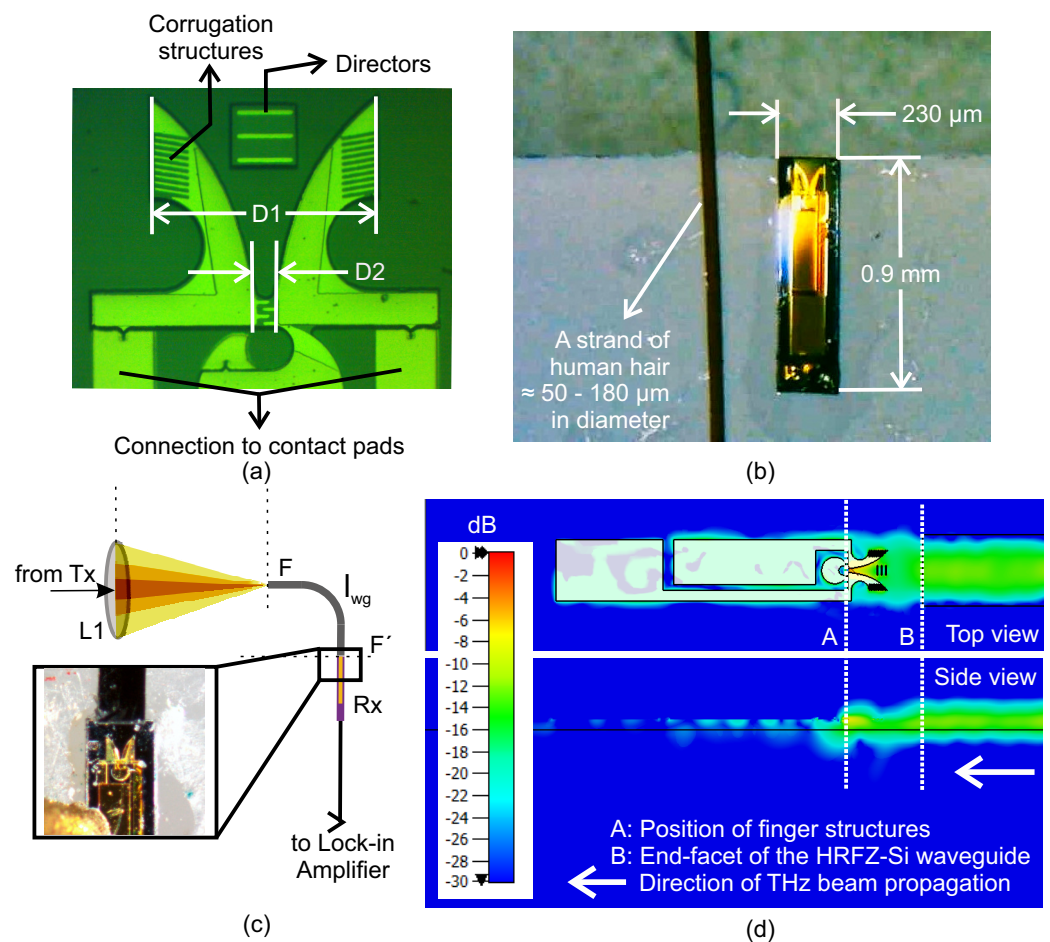 Corrugation
structures
Directors
D1
D2
Connection to contact pads
(a)
230 μm
0.9 mm
A strand of
human hair
≈ 50 - 180 μm
in diameter
(b)
from Tx
L1
F
I_wg
F´
Rx
to Lock-in
Amplifier
(c)
dB
0
-2
-4
-6
-8
-10
-12
-14
-16
-18
-20
-22
-24
-26
-28
-30
A
B
Top view
Side view
A: Position of finger structures
B: End-facet of the HRFZ-Si waveguide
Direction of THz beam propagation
(d)